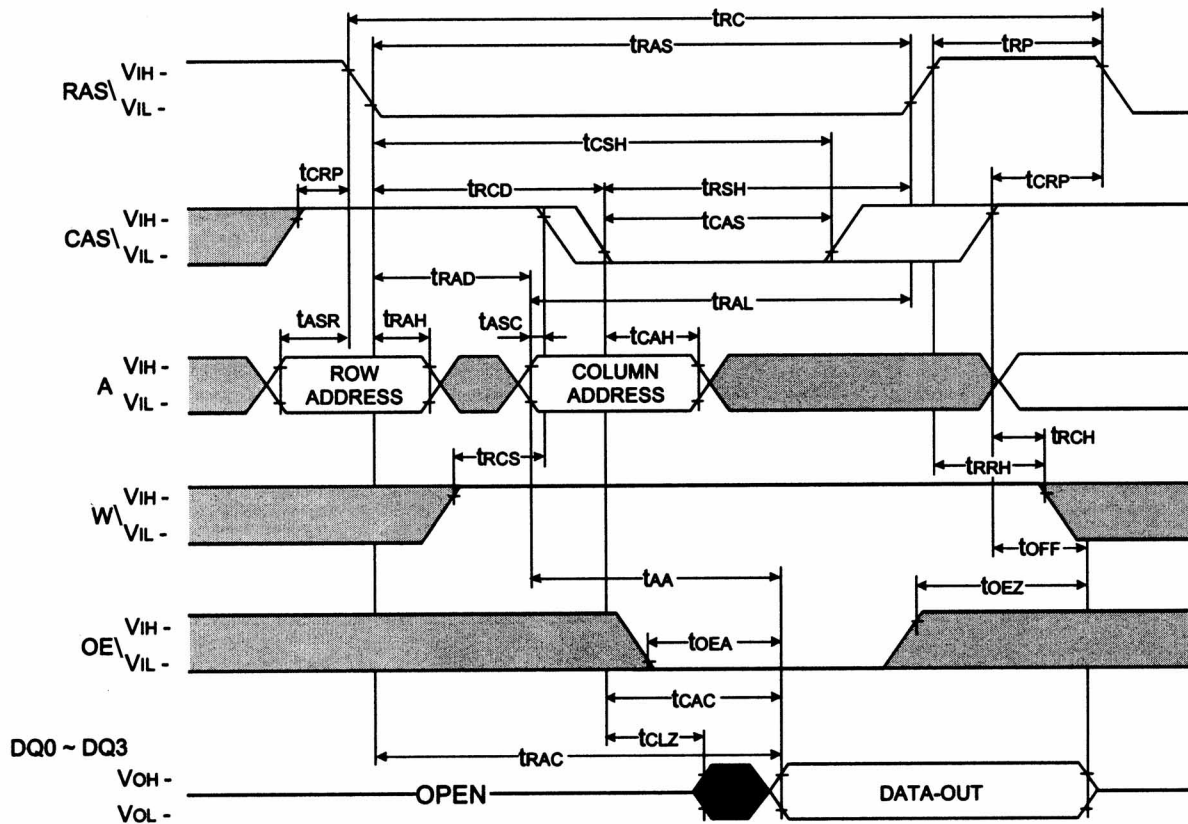 tRC
tRAS
tRP
RAS\
VIH -
VIL -
tCSH
tCRP
tRCD
tRSH
tCRP
CAS\
VIH -
VIL -
tCAS
tRAD
tRAL
tASR
tRAH
tASC
tCAH
A
VIH -
VIL -
ROW
ADDRESS
COLUMN
ADDRESS
tRCS
tRCH
tRRH
W\
VIH -
VIL -
tOFF
tAA
tOEZ
OE\
VIH -
VIL -
tOEA
tCAC
DQ0 ~ DQ3
tCLZ
tRAC
VOH -
VOL -
OPEN
DATA-OUT